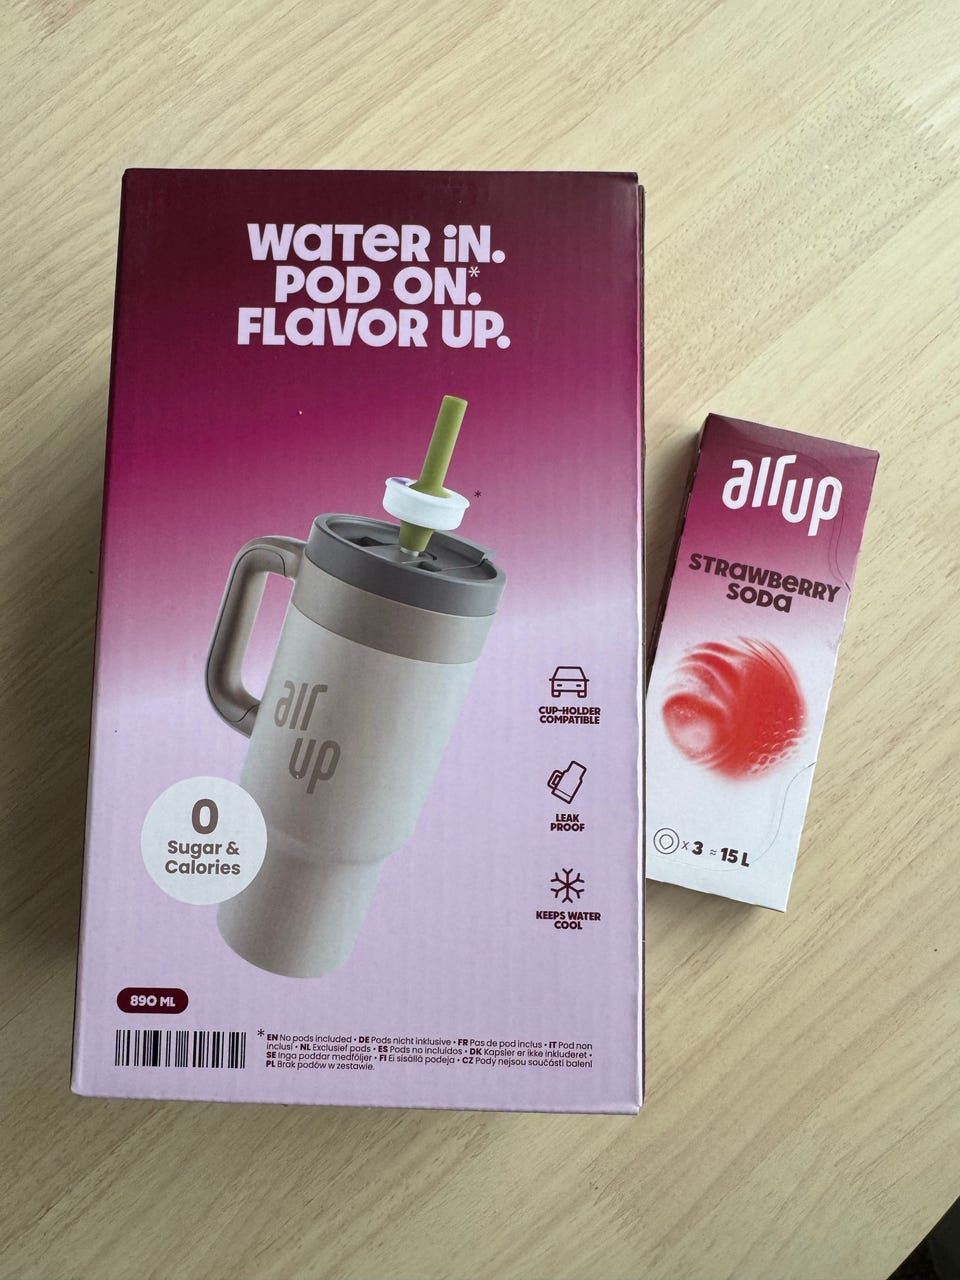 WATER IN.
POD ON.*
FLAVOR UP.
*
air
up
0
Sugar &
Calories
CUP-HOLDER
COMPATIBLE
LEAK
PROOF
KEEPS WATER
COOL
890 ML
* EN No pods included • DE Pods nicht inklusive • FR Pas de pod inclus • IT Pod non
inclusi • NL Exclusief pods • ES Pods no incluidos • DK Kapsler er ikke inkluderet •
SE Inga poddar medföljer • FI Ei sisällä podeja • CZ Pody nejsou součástí balení
PL Brak podów w zestawie.
air up
STRAWBERRY
SODA
x 3 ≈ 15 L